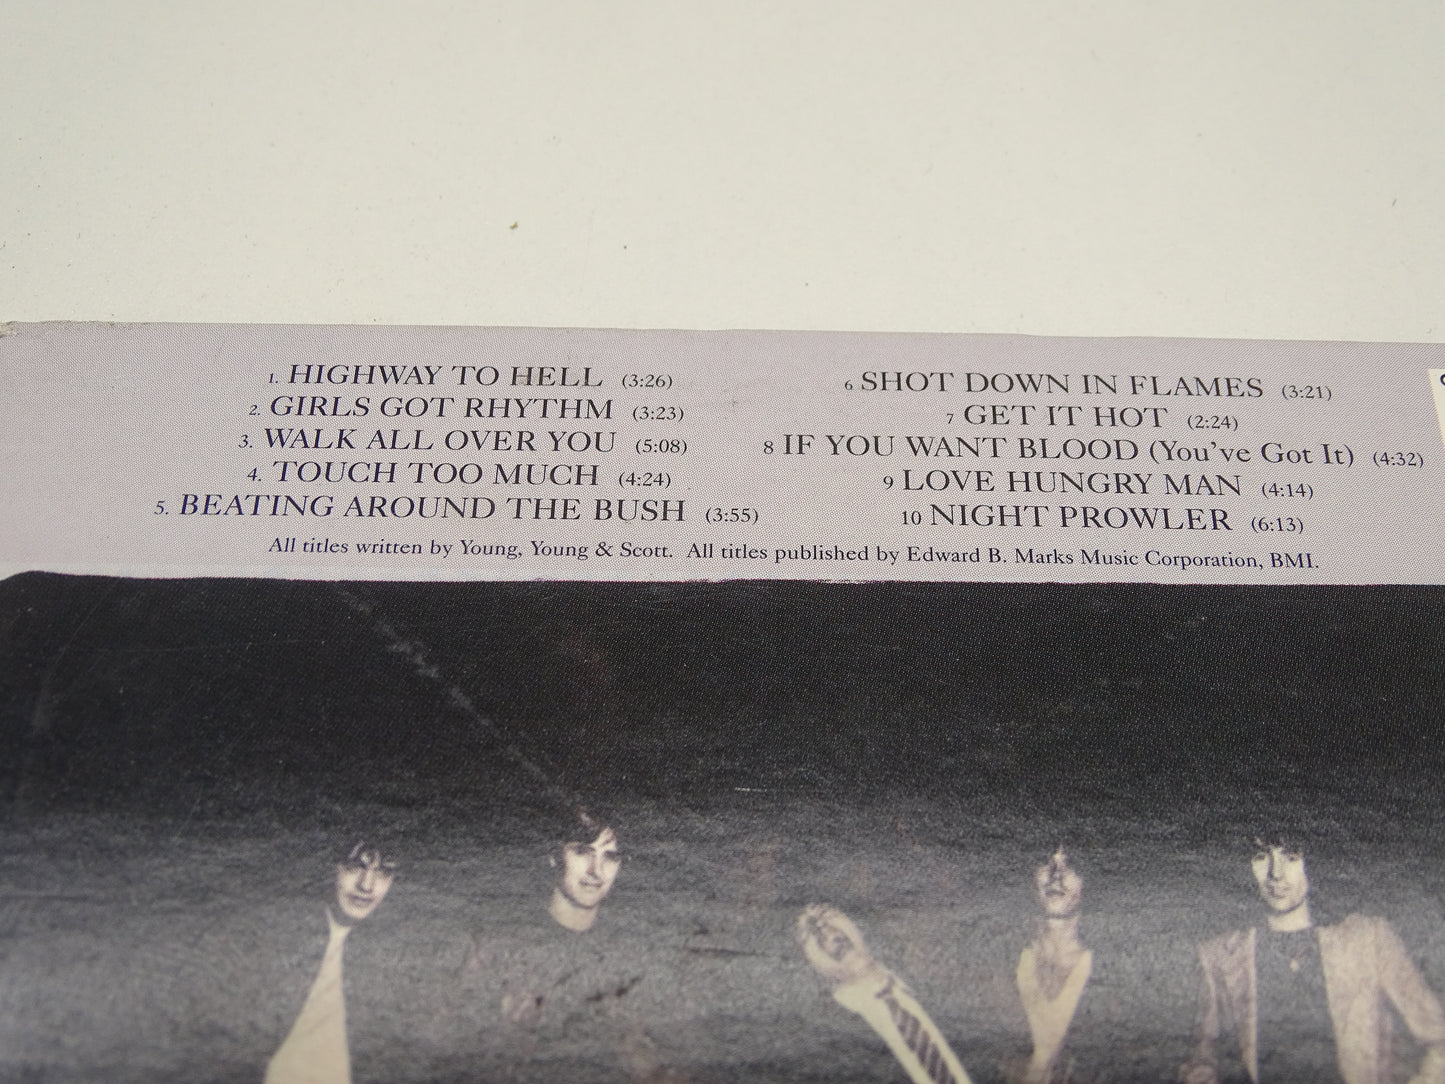 1. HIGHWAY TO HELL (3:26)
2. GIRLS GOT RHYTHM (3:23)
3. WALK ALL OVER YOU (5:08)
4. TOUCH TOO MUCH (4:24)
5. BEATING AROUND THE BUSH (3:55)
6 SHOT DOWN IN FLAMES (3:21)
7 GET IT HOT (2:24)
8 IF YOU WANT BLOOD (You've Got It) (4:32)
9 LOVE HUNGRY MAN (4:14)
10 NIGHT PROWLER (6:13)
All titles written by Young, Young & Scott. All titles published by Edward B. Marks Music Corporation, BMI.